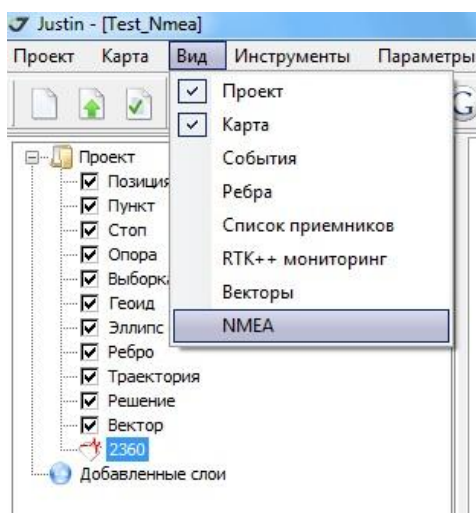 Justin - [Test_Nmea]
Проект Карта Вид Инструменты Параметры
Проект
Карта
События
Ребра
Список приемников
RTK++ мониторинг
Векторы
NMEA
G
Проект
Позиция
Пункт
Стоп
Опора
Выборка
Геоид
Эллипс
Ребро
Траектория
Решение
Вектор
2360
Добавленные слои